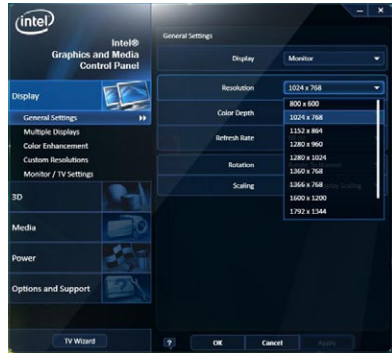 intel
Intel®
Graphics and Media
Control Panel
Display
General Settings
Multiple Displays
Color Enhancement
Custom Resolutions
Monitor / TV Settings
3D
Media
Power
Options and Support
TV Wizard
General Settings
Display
Monitor
Resolution
1024 x 768
800 x 600
1024 x 768
1152 x 864
1280 x 960
1280 x 1024
1360 x 768
1366 x 768
1600 x 1200
1792 x 1344
Color Depth
Refresh Rate
Rotation
Scaling
Display Scaling
?
OK
Cancel
Apply